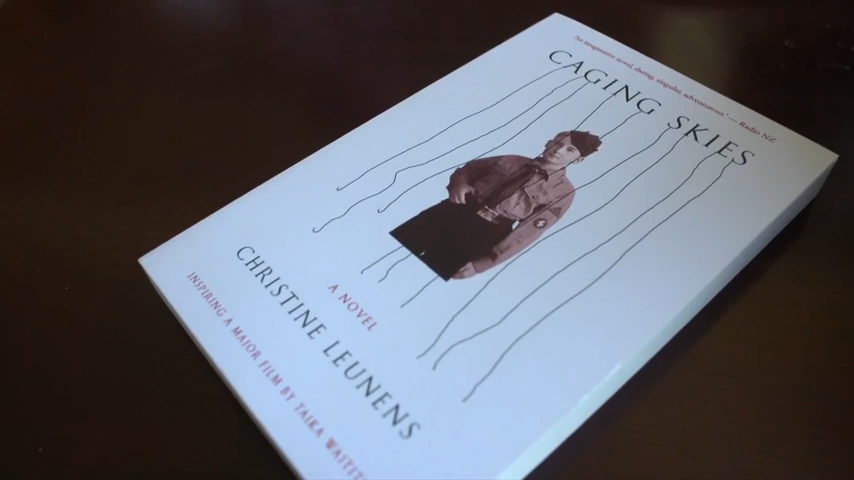 'An imaginative novel, daring, singular, adventurous.' — Radio NZ
CAGING SKIES
A NOVEL
CHRISTINE LEUNENS
INSPIRING A MAJOR FILM BY TAIKA WAITITI